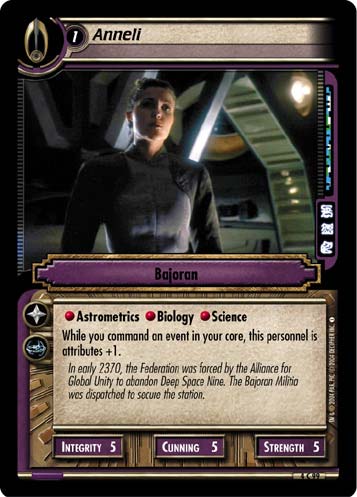 1 Anneli
Bajoran
Astrometrics Biology Science
While you command an event in your core, this personnel is
attributes +1.
In early 2370, the Federation was forced by the Alliance for
Global Unity to abandon Deep Space Nine. The Bajoran Militia
was dispatched to secure the station.
INTEGRITY 5 CUNNING 5 STRENGTH 5
4 C 99